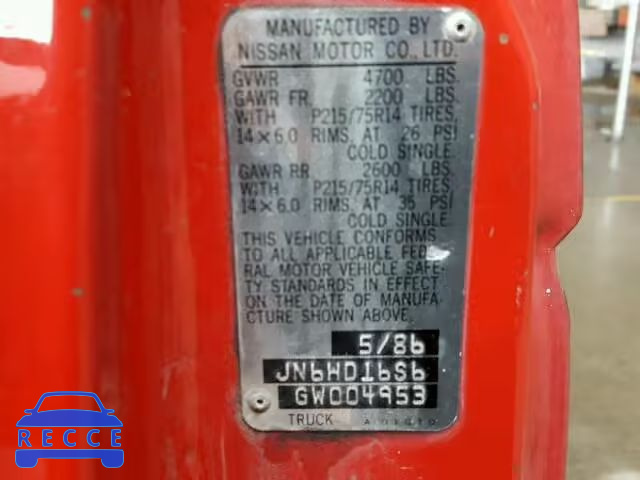 MANUFACTURED BY
NISSAN MOTOR CO., LTD.
GVWR 4700 LBS.
GAWR FR. 2200 LBS.
WITH P215/75R14 TIRES,
14×6.0 RIMS, AT 26 PSI
COLD SINGLE.
GAWR RR. 2600 LBS.
WITH P215/75R14 TIRES,
14×6.0 RIMS, AT 35 PSI
COLD SINGLE.
THIS VEHICLE CONFORMS
TO ALL APPLICABLE FED-
RAL MOTOR VEHICLE SAFE-
TY STANDARDS IN EFFECT
ON THE DATE OF MANUFA-
CTURE SHOWN ABOVE.
5/86
JN6HD16S6
GW004953
TRUCK
RECCE